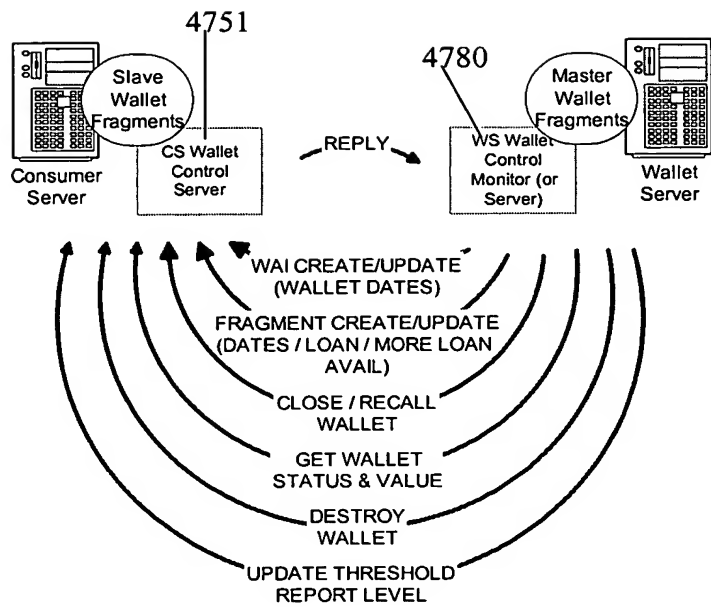 4751
4780
Slave
Wallet
Fragments
Master
Wallet
Fragments
CS Wallet
Control
Server
REPLY
WS Wallet
Control
Monitor (or
Server)
Consumer
Server
Wallet
Server
WAI CREATE/UPDATE
(WALLET DATES)
FRAGMENT CREATE/UPDATE
(DATES / LOAN / MORE LOAN
AVAIL)
CLOSE / RECALL
WALLET
GET WALLET
STATUS & VALUE
DESTROY
WALLET
UPDATE THRESHOLD
REPORT LEVEL